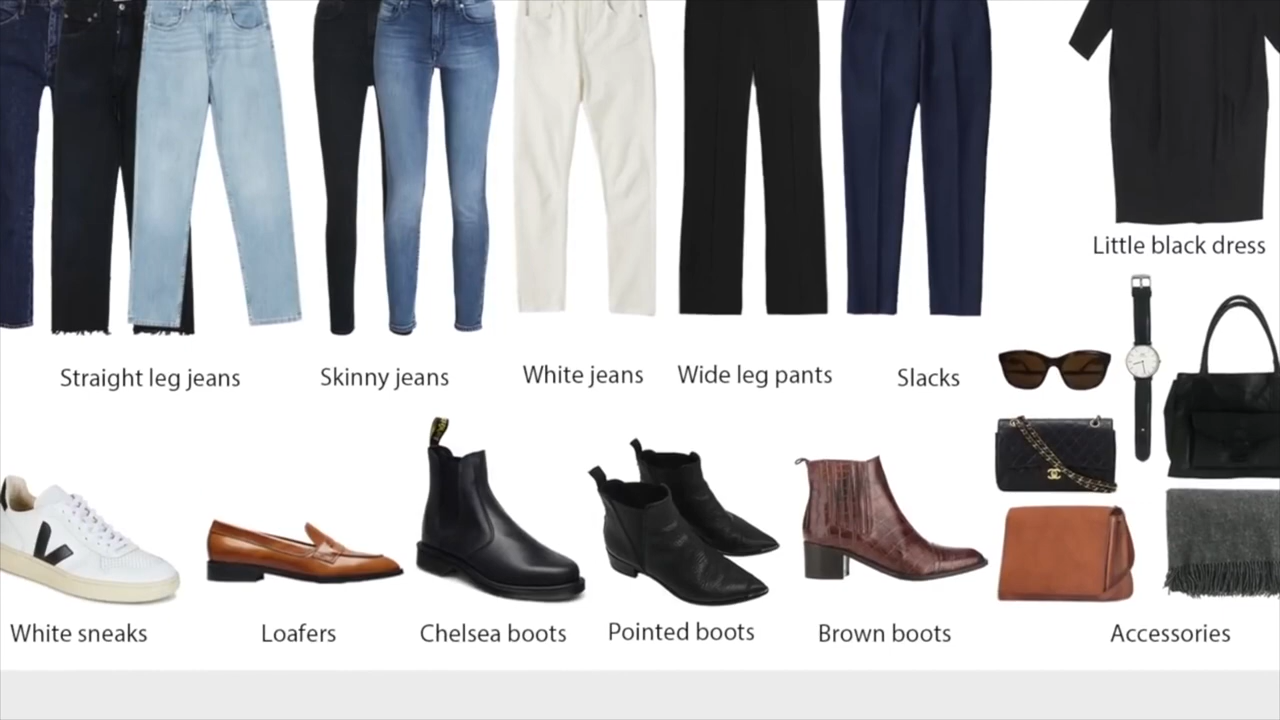 Little black dress
Straight leg jeans
Skinny jeans
White jeans
Wide leg pants
Slacks
White sneaks
Loafers
Chelsea boots
Pointed boots
Brown boots
Accessories